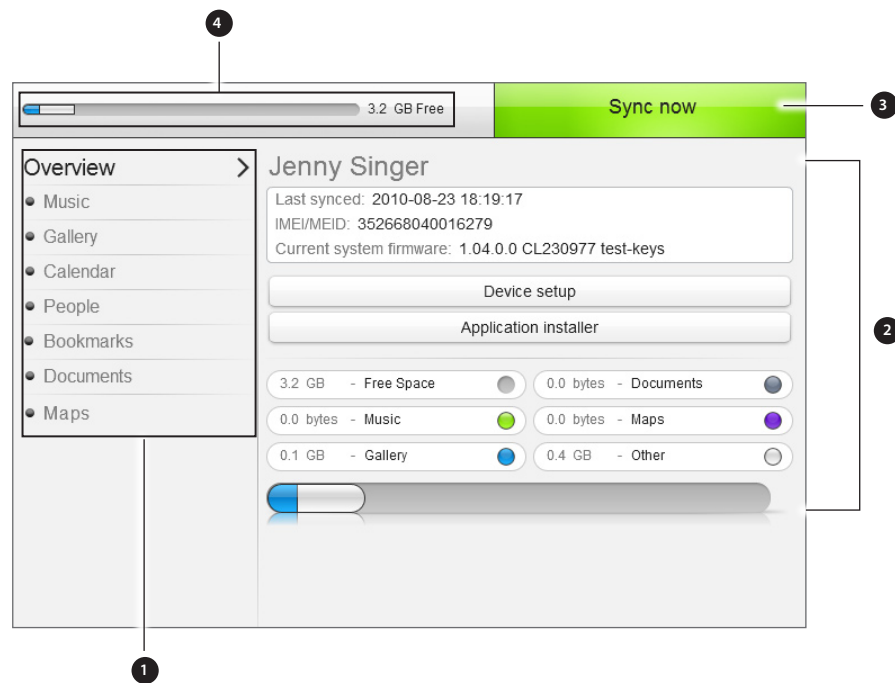 4
3.2 GB Free
Sync now
3
Overview
Music
Gallery
Calendar
People
Bookmarks
Documents
Maps
Jenny Singer
Last synced: 2010-08-23 18:19:17
IMEI/MEID: 352668040016279
Current system firmware: 1.04.0.0 CL230977 test-keys
Device setup
Application installer
2
3.2 GB - Free Space
0.0 bytes - Documents
0.0 bytes - Music
0.0 bytes - Maps
0.1 GB - Gallery
0.4 GB - Other
1